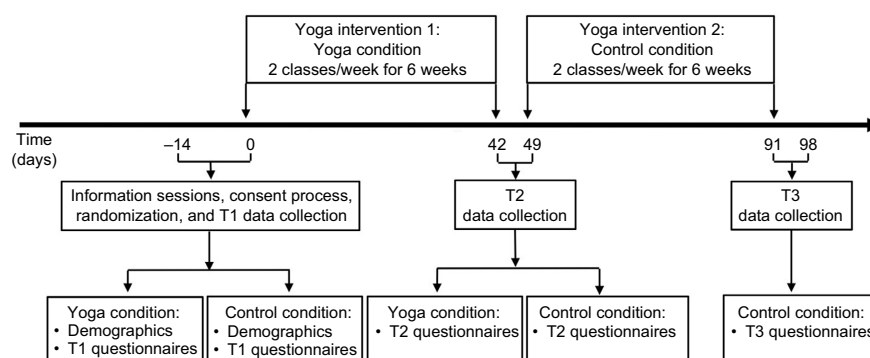 Yoga intervention 1:
Yoga condition
2 classes/week for 6 weeks
Yoga intervention 2:
Control condition
2 classes/week for 6 weeks
Time
(days)
–14
0
42
49
91
98
Information sessions, consent process,
randomization, and T1 data collection
T2
data collection
T3
data collection
Yoga condition:
• Demographics
• T1 questionnaires
Control condition:
• Demographics
• T1 questionnaires
Yoga condition:
• T2 questionnaires
Control condition:
• T2 questionnaires
Control condition:
• T3 questionnaires